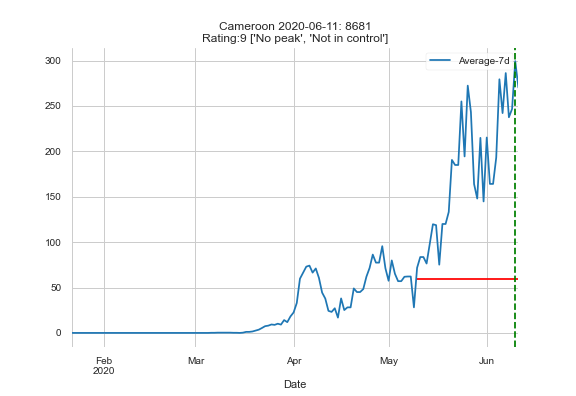 Cameroon 2020-06-11: 8681
Rating:9 ['No peak', 'Not in control']
Average-7d
300
250
200
150
100
50
0
Feb
2020
Mar
Apr
May
Jun
Date